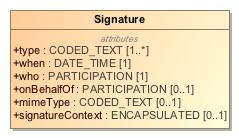 Signature
attributes
+type : CODED_TEXT [1..*]
+when : DATE_TIME [1]
+who : PARTICIPATION [1]
+onBehalfOf : PARTICIPATION [0..1]
+mimeType : CODED_TEXT [0..1]
+signatureContext : ENCAPSULATED [0..1]